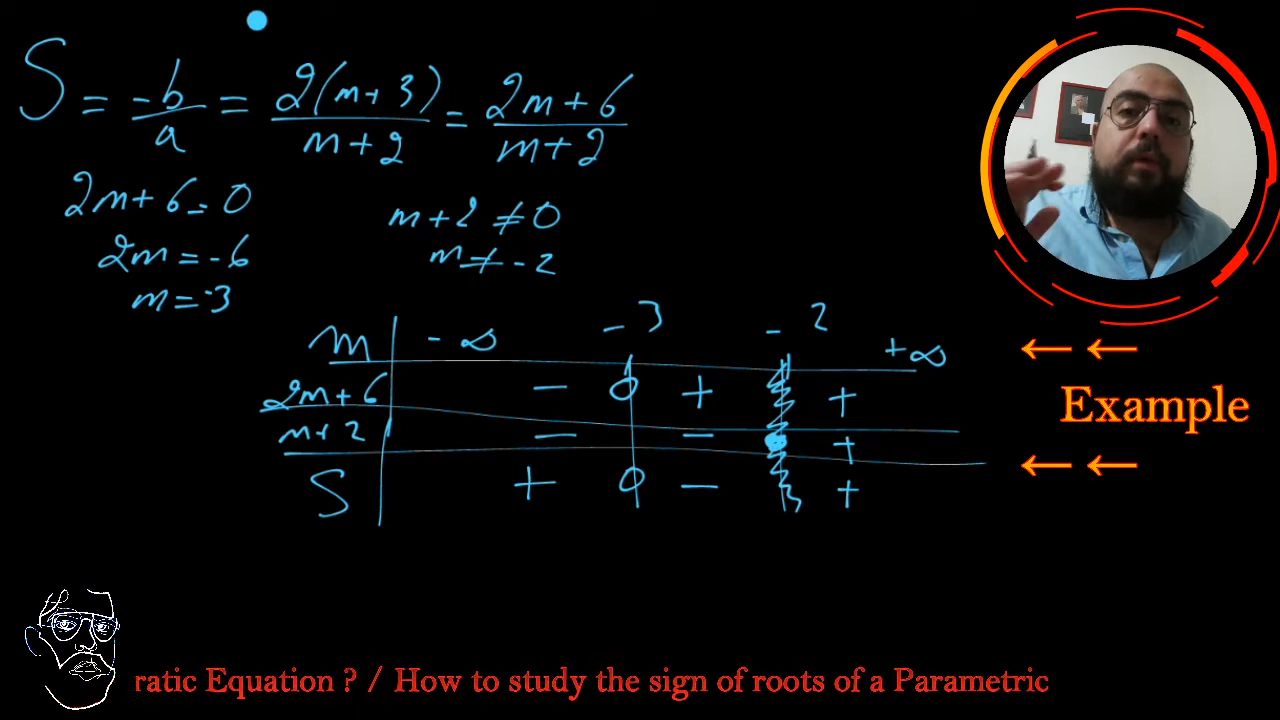 S = -b/a = 2(m+3)/m+2 = 2m+6/m+2
2m+6=0
m+2 ≠ 0
2m = -6
m ≠ -2
m = -3
m -∞ -3 -2 +∞
2m+6 - 0 + +
m+2 - - +
S + 0 - +
← ←
Example
← ←
ratic Equation ? / How to study the sign of roots of a Parametric